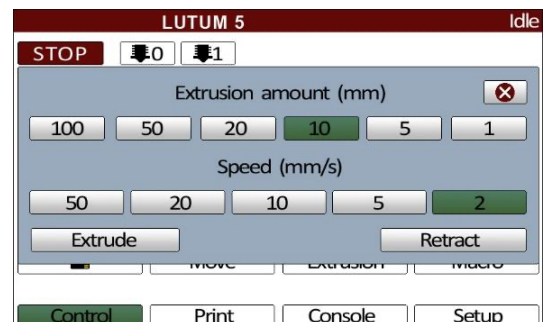 LUTUM 5 Idle
STOP 0 1
Extrusion amount (mm)
100 50 20 10 5 1
Speed (mm/s)
50 20 10 5 2
Extrude Retract
Move Extrusion Macro
Control Print Console Setup